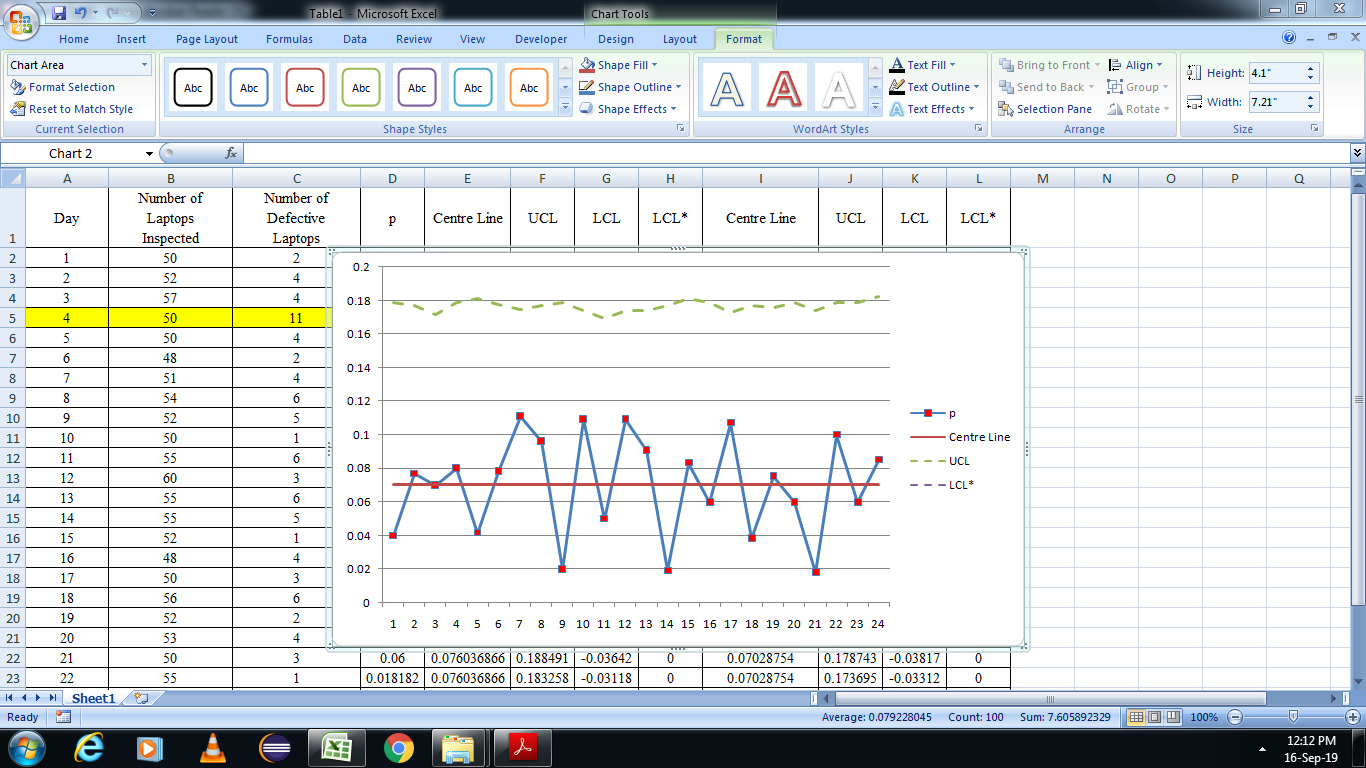 Table1 - Microsoft Excel
Chart Tools
Home Insert Page Layout Formulas Data Review View Developer Design Layout Format
Chart Area
Format Selection
Reset to Match Style
Current Selection
Abc Abc Abc Abc Abc Abc Abc
Shape Fill
Shape Outline
Shape Effects
Shape Styles
A A A
Text Fill
Text Outline
Text Effects
WordArt Styles
Bring to Front
Send to Back
Selection Pane
Align
Group
Rotate
Arrange
Height: 4.1"
Width: 7.21"
Size
Chart 2
fx
A B C D E F G H I J K L M N O P Q
1 Day Number of Laptops Inspected Number of Defective Laptops p Centre Line UCL LCL LCL* Centre Line UCL LCL LCL*
2 1 50 2
3 2 52 4
4 3 57 4
5 4 50 11
6 5 50 4
7 6 48 2
8 7 51 4
9 8 54 6
10 9 52 5
11 10 50 1
12 11 55 6
13 12 60 3
14 13 55 6
15 14 55 5
16 15 52 1
17 16 48 4
18 17 50 3
19 18 56 6
20 19 52 2
21 20 53 4
22 21 50 3 0.06 0.076036866 0.188491 -0.03642 0 0.07028754 0.178743 -0.03817 0
23 22 55 1 0.018182 0.076036866 0.183258 -0.03118 0 0.07028754 0.173695 -0.03312 0
0.2
0.18
0.16
0.14
0.12
0.1
0.08
0.06
0.04
0.02
0
1 2 3 4 5 6 7 8 9 10 11 12 13 14 15 16 17 18 19 20 21 22 23 24
p
Centre Line
UCL
LCL*
Sheet1
Ready
Average: 0.079228045 Count: 100 Sum: 7.605892329
100%
12:12 PM
16-Sep-19